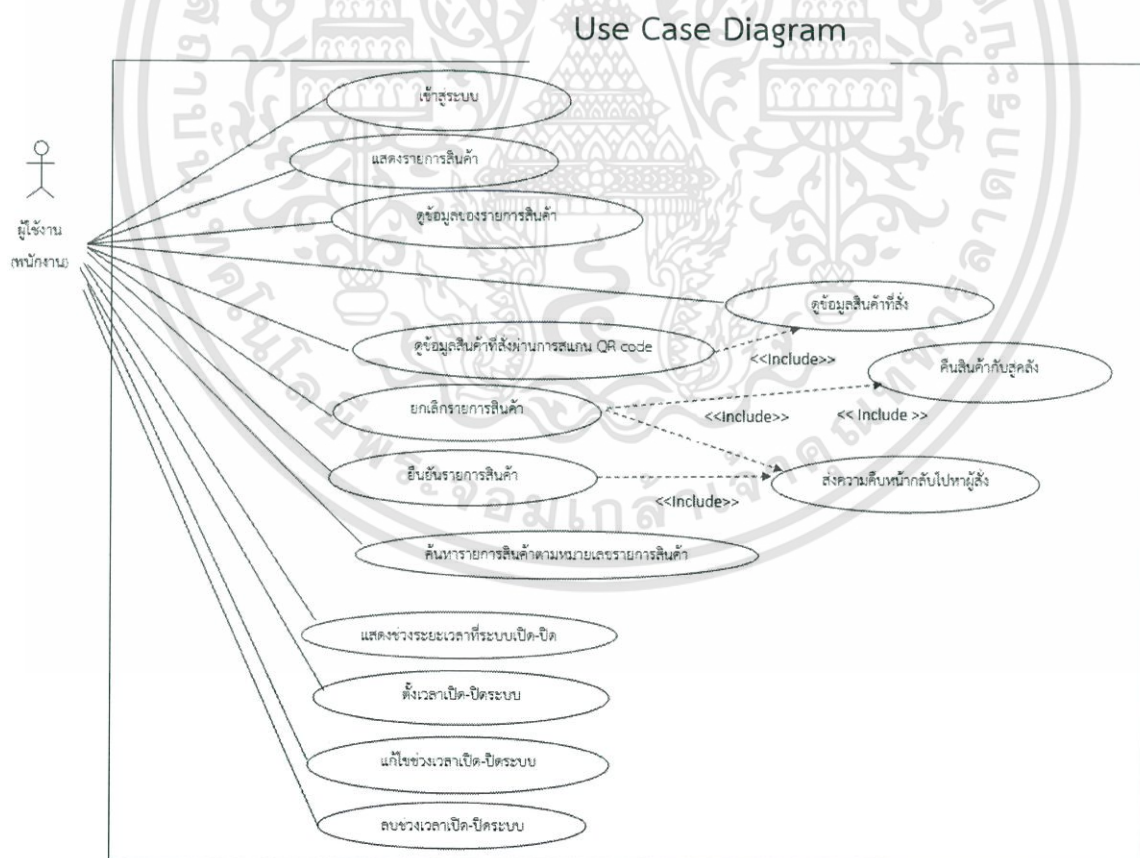 Use Case Diagram
เข้าสู่ระบบ
แสดงรายการสินค้า
ผู้ใช้งาน
(พนักงาน)
ดูข้อมูลของรายการสินค้า
ดูข้อมูลสินค้าที่สั่ง
ดูข้อมูลสินค้าที่สั่งผ่านการสแกน QR code
<<Include>>
คืนสินค้ากับสู่คลัง
ยกเลิกรายการสินค้า
<<Include>>
<< Include >>
ยืนยันรายการสินค้า
<<Include>>
ส่งความคืบหน้ากลับไปหาผู้สั่ง
ค้นหารายการสินค้าตามหมายเลขรายการสินค้า
แสดงช่วงระยะเวลาที่ระบบเปิด-ปิด
ตั้งเวลาเปิด-ปิดระบบ
แก้ไขช่วงเวลาเปิด-ปิดระบบ
ลบช่วงเวลาเปิด-ปิดระบบ